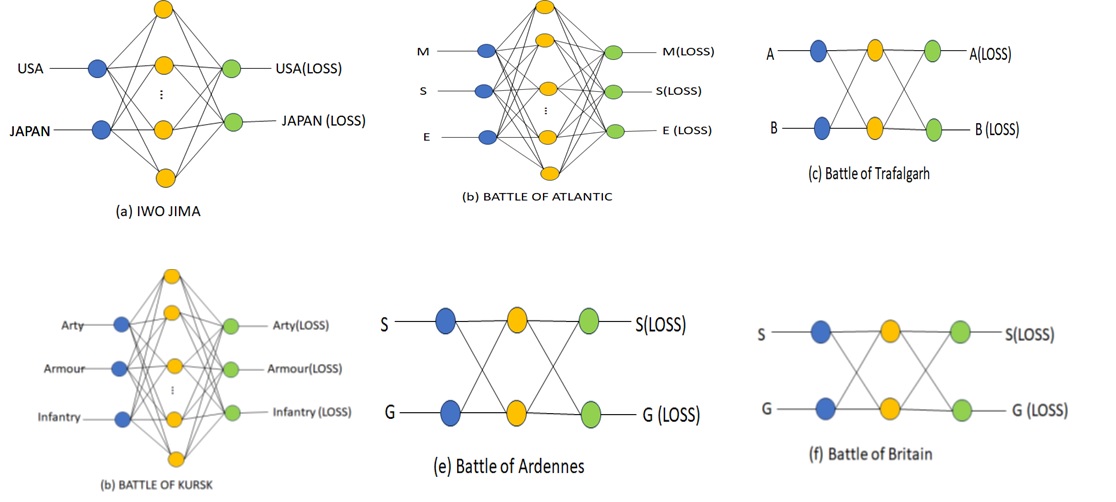 USA
USA(LOSS)
JAPAN
JAPAN (LOSS)
(a) IWO JIMA
M
M(LOSS)
S
S(LOSS)
E
E (LOSS)
(b) BATTLE OF ATLANTIC
A
A(LOSS)
B
B (LOSS)
(c) Battle of Trafalgarh
Arty
Arty(LOSS)
Armour
Armour(LOSS)
Infantry
Infantry (LOSS)
(b) BATTLE OF KURSK
S
S(LOSS)
G
G (LOSS)
(e) Battle of Ardennes
S
S(LOSS)
G
G (LOSS)
(f) Battle of Britain